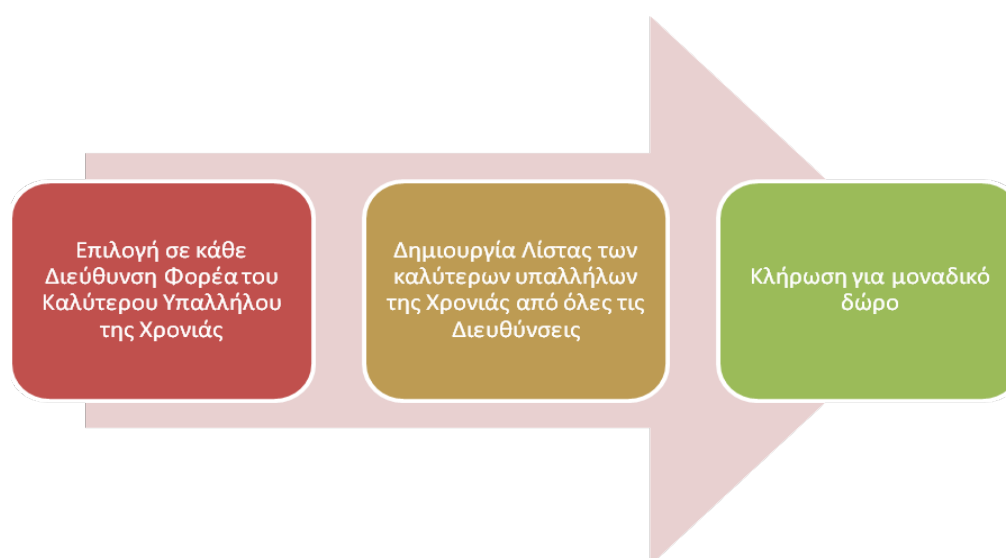 Επιλογή σε κάθε
Διεύθυνση Φορέα του
Καλύτερου Υπαλλήλου
της Χρονιάς
Δημιουργία Λίστας των
καλύτερων υπαλλήλων
της Χρονιάς από όλες τις
Διευθύνσεις
Κλήρωση για μοναδικό
δώρο